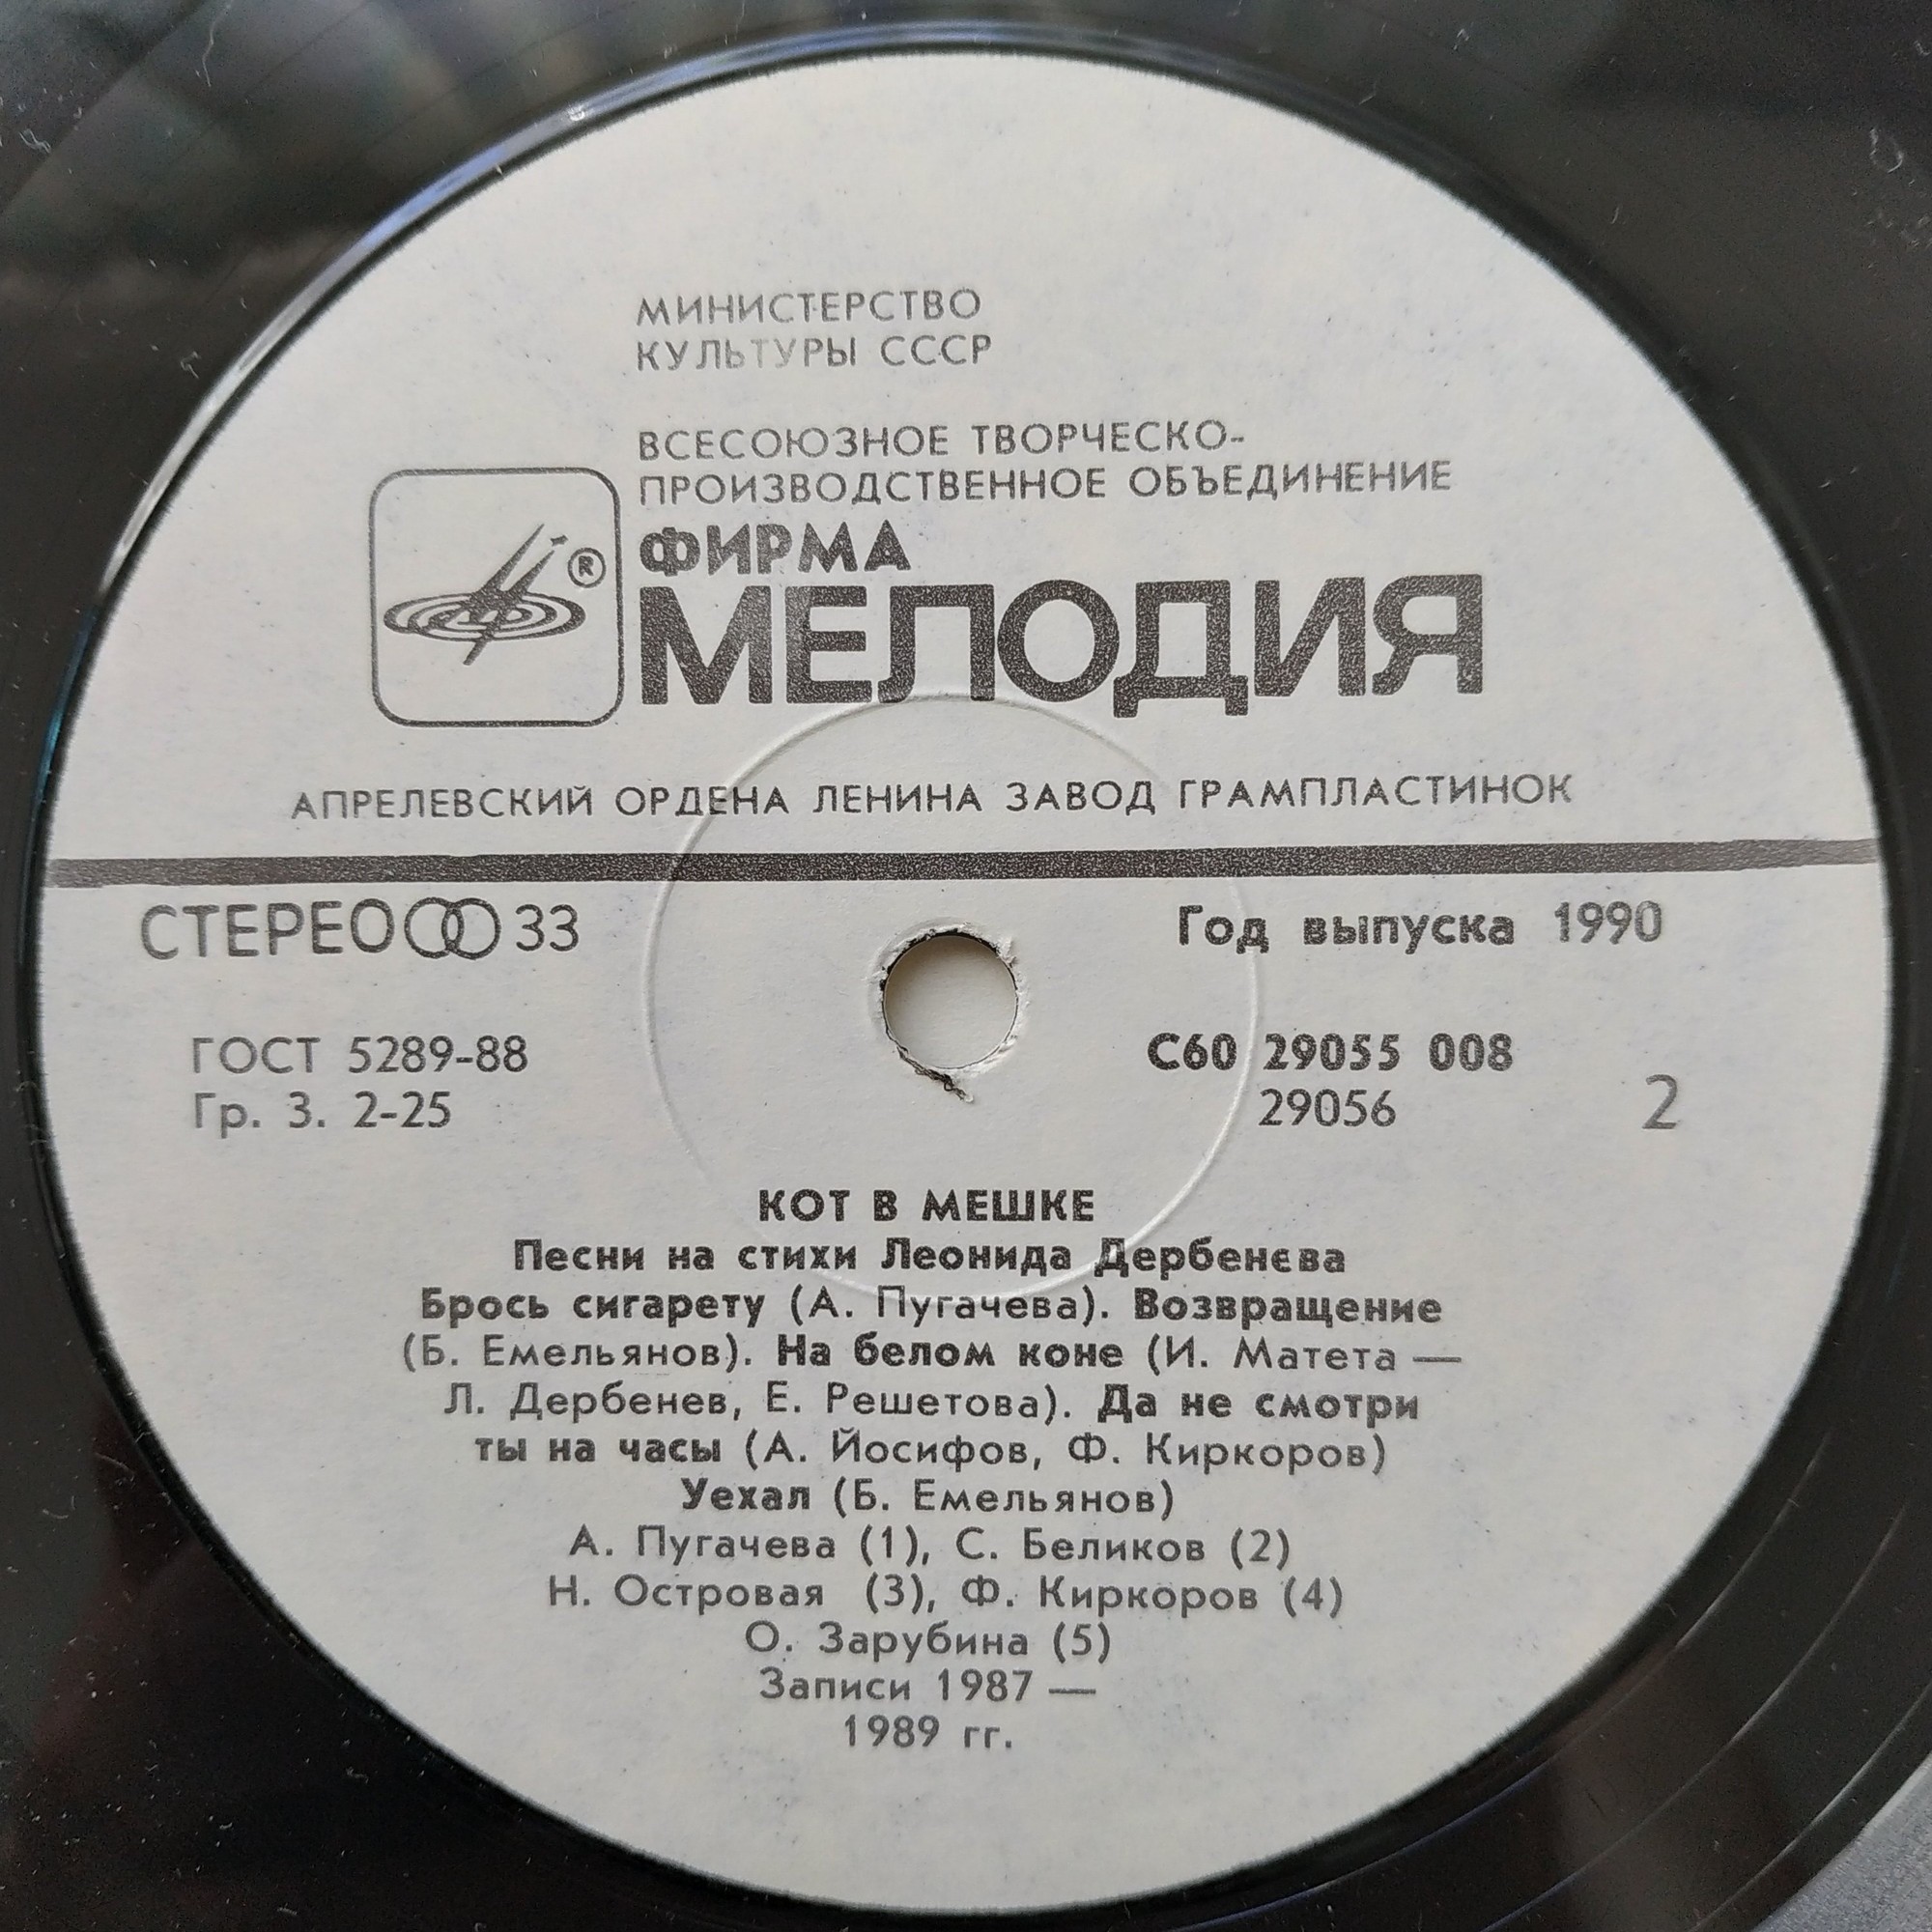 МИНИСТЕРСТВО
КУЛЬТУРЫ СССР
ВСЕСОЮЗНОЕ ТВОРЧЕСКО-
ПРОИЗВОДСТВЕННОЕ ОБЪЕДИНЕНИЕ
®
ФИРМА
МЕЛОДИЯ
АПРЕЛЕВСКИЙ ОРДЕНА ЛЕНИНА ЗАВОД ГРАМПЛАСТИНОК
СТЕРЕО 33
Год выпуска 1990
ГОСТ 5289-88
Гр. 3. 2-25
С60 29055 008
29056
2
КОТ В МЕШКЕ
Песни на стихи Леонида Дербенева
Брось сигарету (А. Пугачева). Возвращение
(Б. Емельянов). На белом коне (И. Матета —
Л. Дербенев, Е. Решетова). Да не смотри
ты на часы (А. Йосифов, Ф. Киркоров)
Уехал (Б. Емельянов)
А. Пугачева (1), С. Беликов (2)
Н. Островая (3), Ф. Киркоров (4)
О. Зарубина (5)
Записи 1987 —
1989 гг.